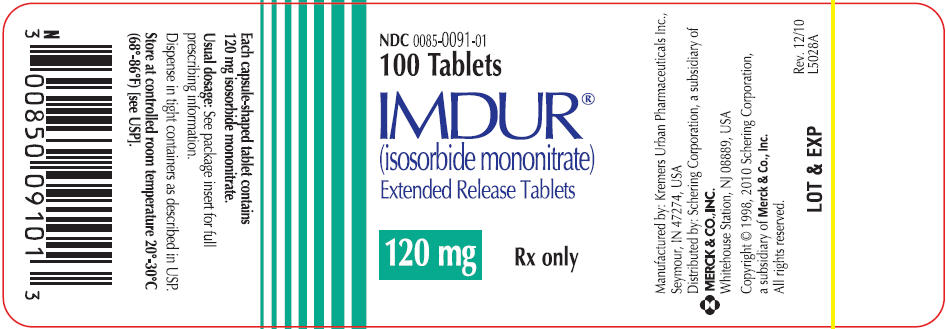 N
3 0085009101 3
Each capsule-shaped tablet contains
120 mg isosorbide mononitrate.
Usual dosage: See package insert for full
prescribing information.
Dispense in tight containers as described in USP.
Store at controlled room temperature 20°-30°C
(68°-86°F) [see USP].
NDC 0085-0091-01
100 Tablets
IMDUR®
(isosorbide mononitrate)
Extended Release Tablets
120 mg
Rx only
Manufactured by: Kremers Urban Pharmaceuticals Inc.,
Seymour, IN 47274, USA
Distributed by: Schering Corporation, a subsidiary of
MERCK & CO., INC.
Whitehouse Station, NJ 08889, USA
Copyright © 1998, 2010 Schering Corporation,
a subsidiary of Merck & Co., Inc.
All rights reserved.
Rev. 12/10
L5028A
LOT & EXP